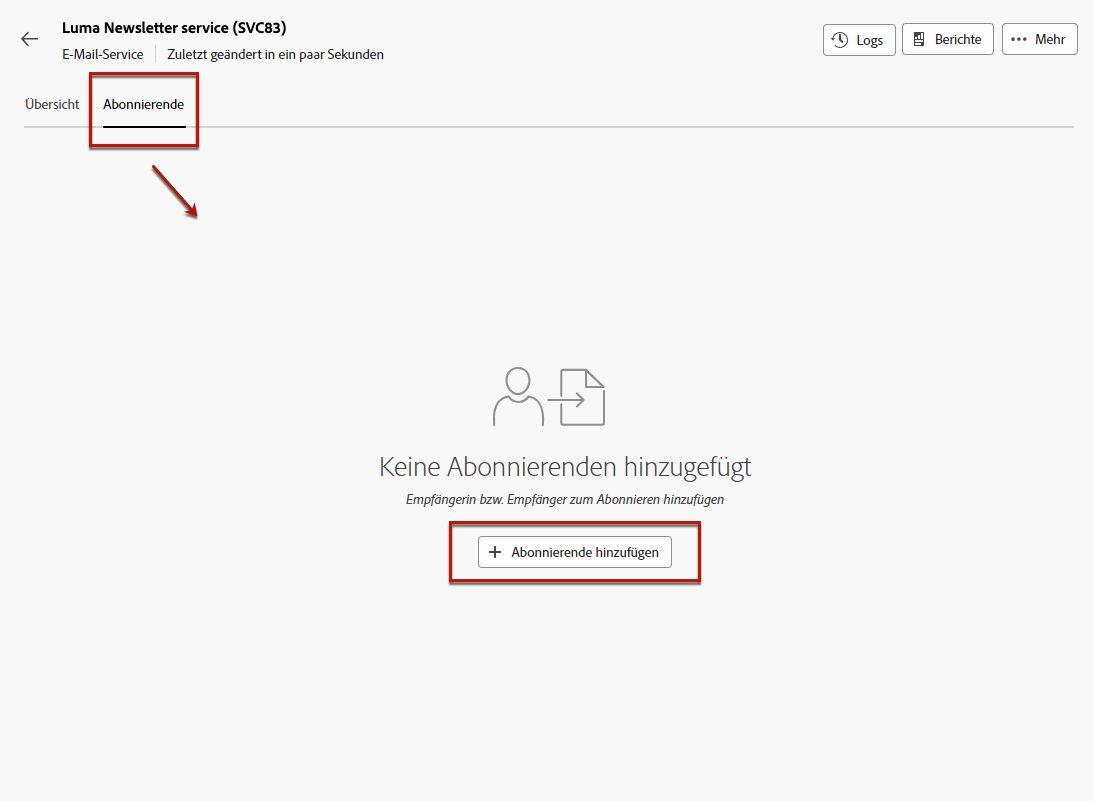 Luma Newsletter service (SVC83)
E-Mail-Service
Zuletzt geändert in ein paar Sekunden
Logs
Berichte
Mehr
Übersicht
Abonnierende
Keine Abonnierenden hinzugefügt
Empfängerin bzw. Empfänger zum Abonnieren hinzufügen
Abonnierende hinzufügen